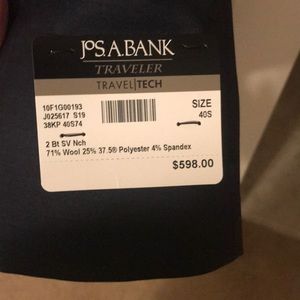 JoS.A.BANK
TRAVELER
TRAVEL|TECH
10F1G00193
J025617 S19
38KP 40S74
SIZE
40S
2 Bt SV Nch
71% Wool 25% 37.5® Polyester 4% Spandex
$598.00